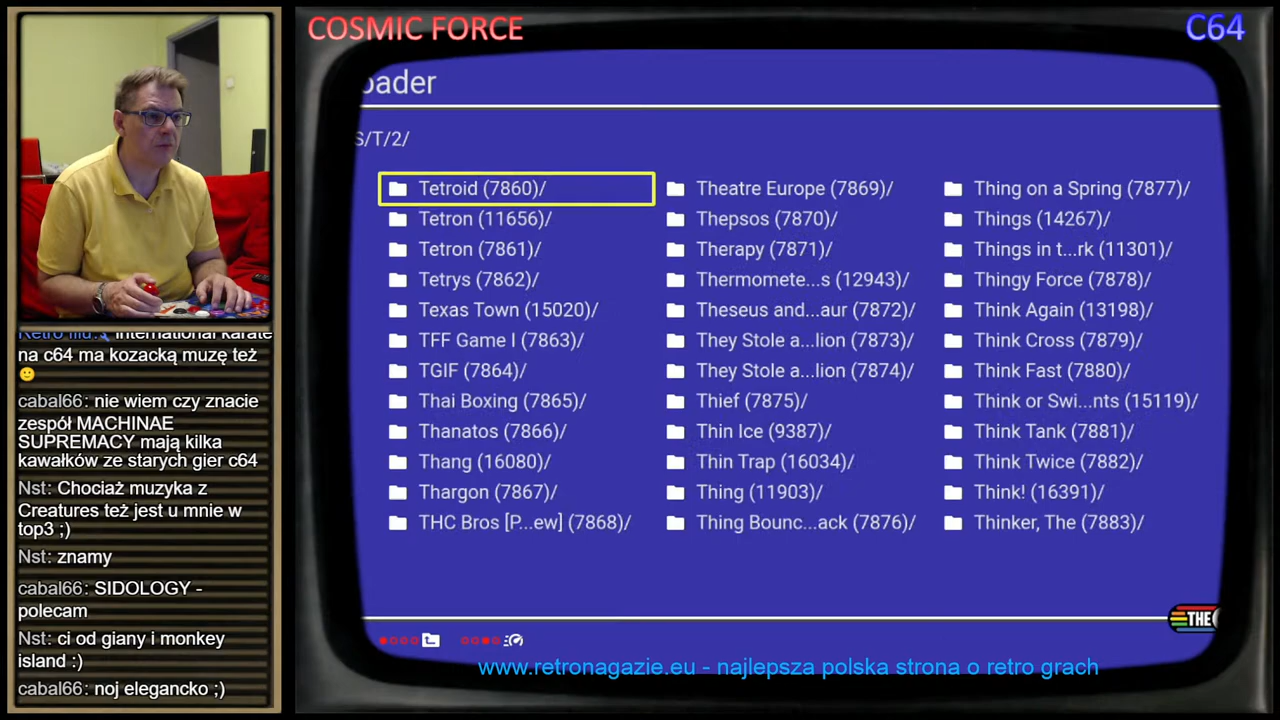 COSMIC FORCE
C64
oader
S/T/2/
Tetroid (7860)/
Tetron (11656)/
Tetron (7861)/
Tetrys (7862)/
Texas Town (15020)/
TFF Game I (7863)/
TGIF (7864)/
Thai Boxing (7865)/
Thanatos (7866)/
Thang (16080)/
Thargon (7867)/
THC Bros [P...ew] (7868)/
Theatre Europe (7869)/
Thepsos (7870)/
Therapy (7871)/
Thermomete...s (12943)/
Theseus and...aur (7872)/
They Stole a...lion (7873)/
They Stole a...lion (7874)/
Thief (7875)/
Thin Ice (9387)/
Thin Trap (16034)/
Thing (11903)/
Thing Bounc...ack (7876)/
Thing on a Spring (7877)/
Things (14267)/
Things in t...rk (11301)/
Thingy Force (7878)/
Think Again (13198)/
Think Cross (7879)/
Think Fast (7880)/
Think or Swi...nts (15119)/
Think Tank (7881)/
Think Twice (7882)/
Think! (16391)/
Thinker, The (7883)/
THE
www.retronagazie.eu - najlepsza polska strona o retro grach
international karate
na c64 ma kozacką muzę też
cabal66: nie wiem czy znacie
zespół MACHINAE
SUPREMACY mają kilka
kawałków ze starych gier c64
Nst: Chociaż muzyka z
Creatures też jest u mnie w
top3 ;)
Nst: znamy
cabal66: SIDOLOGY -
polecam
Nst: ci od giany i monkey
island :)
cabal66: noj elegancko ;)